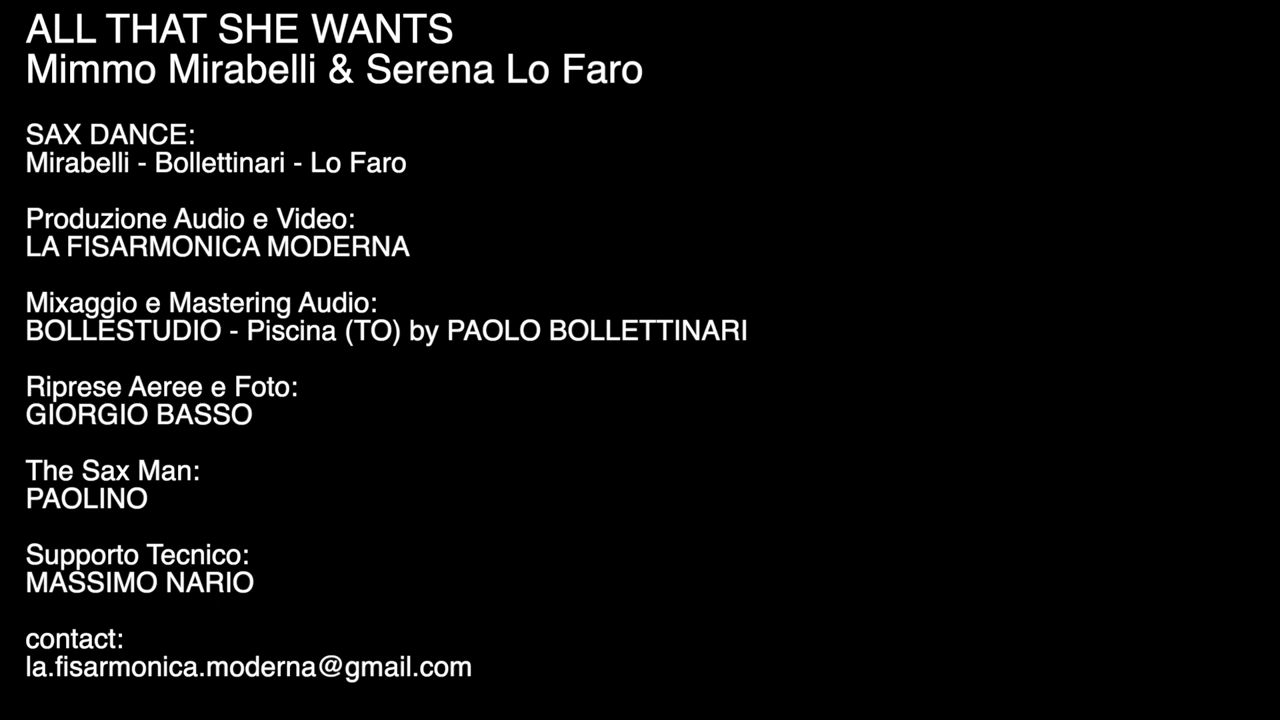 ALL THAT SHE WANTS
Mimmo Mirabelli & Serena Lo Faro
SAX DANCE:
Mirabelli - Bollettinari - Lo Faro
Produzione Audio e Video:
LA FISARMONICA MODERNA
Mixaggio e Mastering Audio:
BOLLESTUDIO - Piscina (TO) by PAOLO BOLLETTINARI
Riprese Aeree e Foto:
GIORGIO BASSO
The Sax Man:
PAOLINO
Supporto Tecnico:
MASSIMO NARIO
contact:
la.fisarmonica.moderna@gmail.com